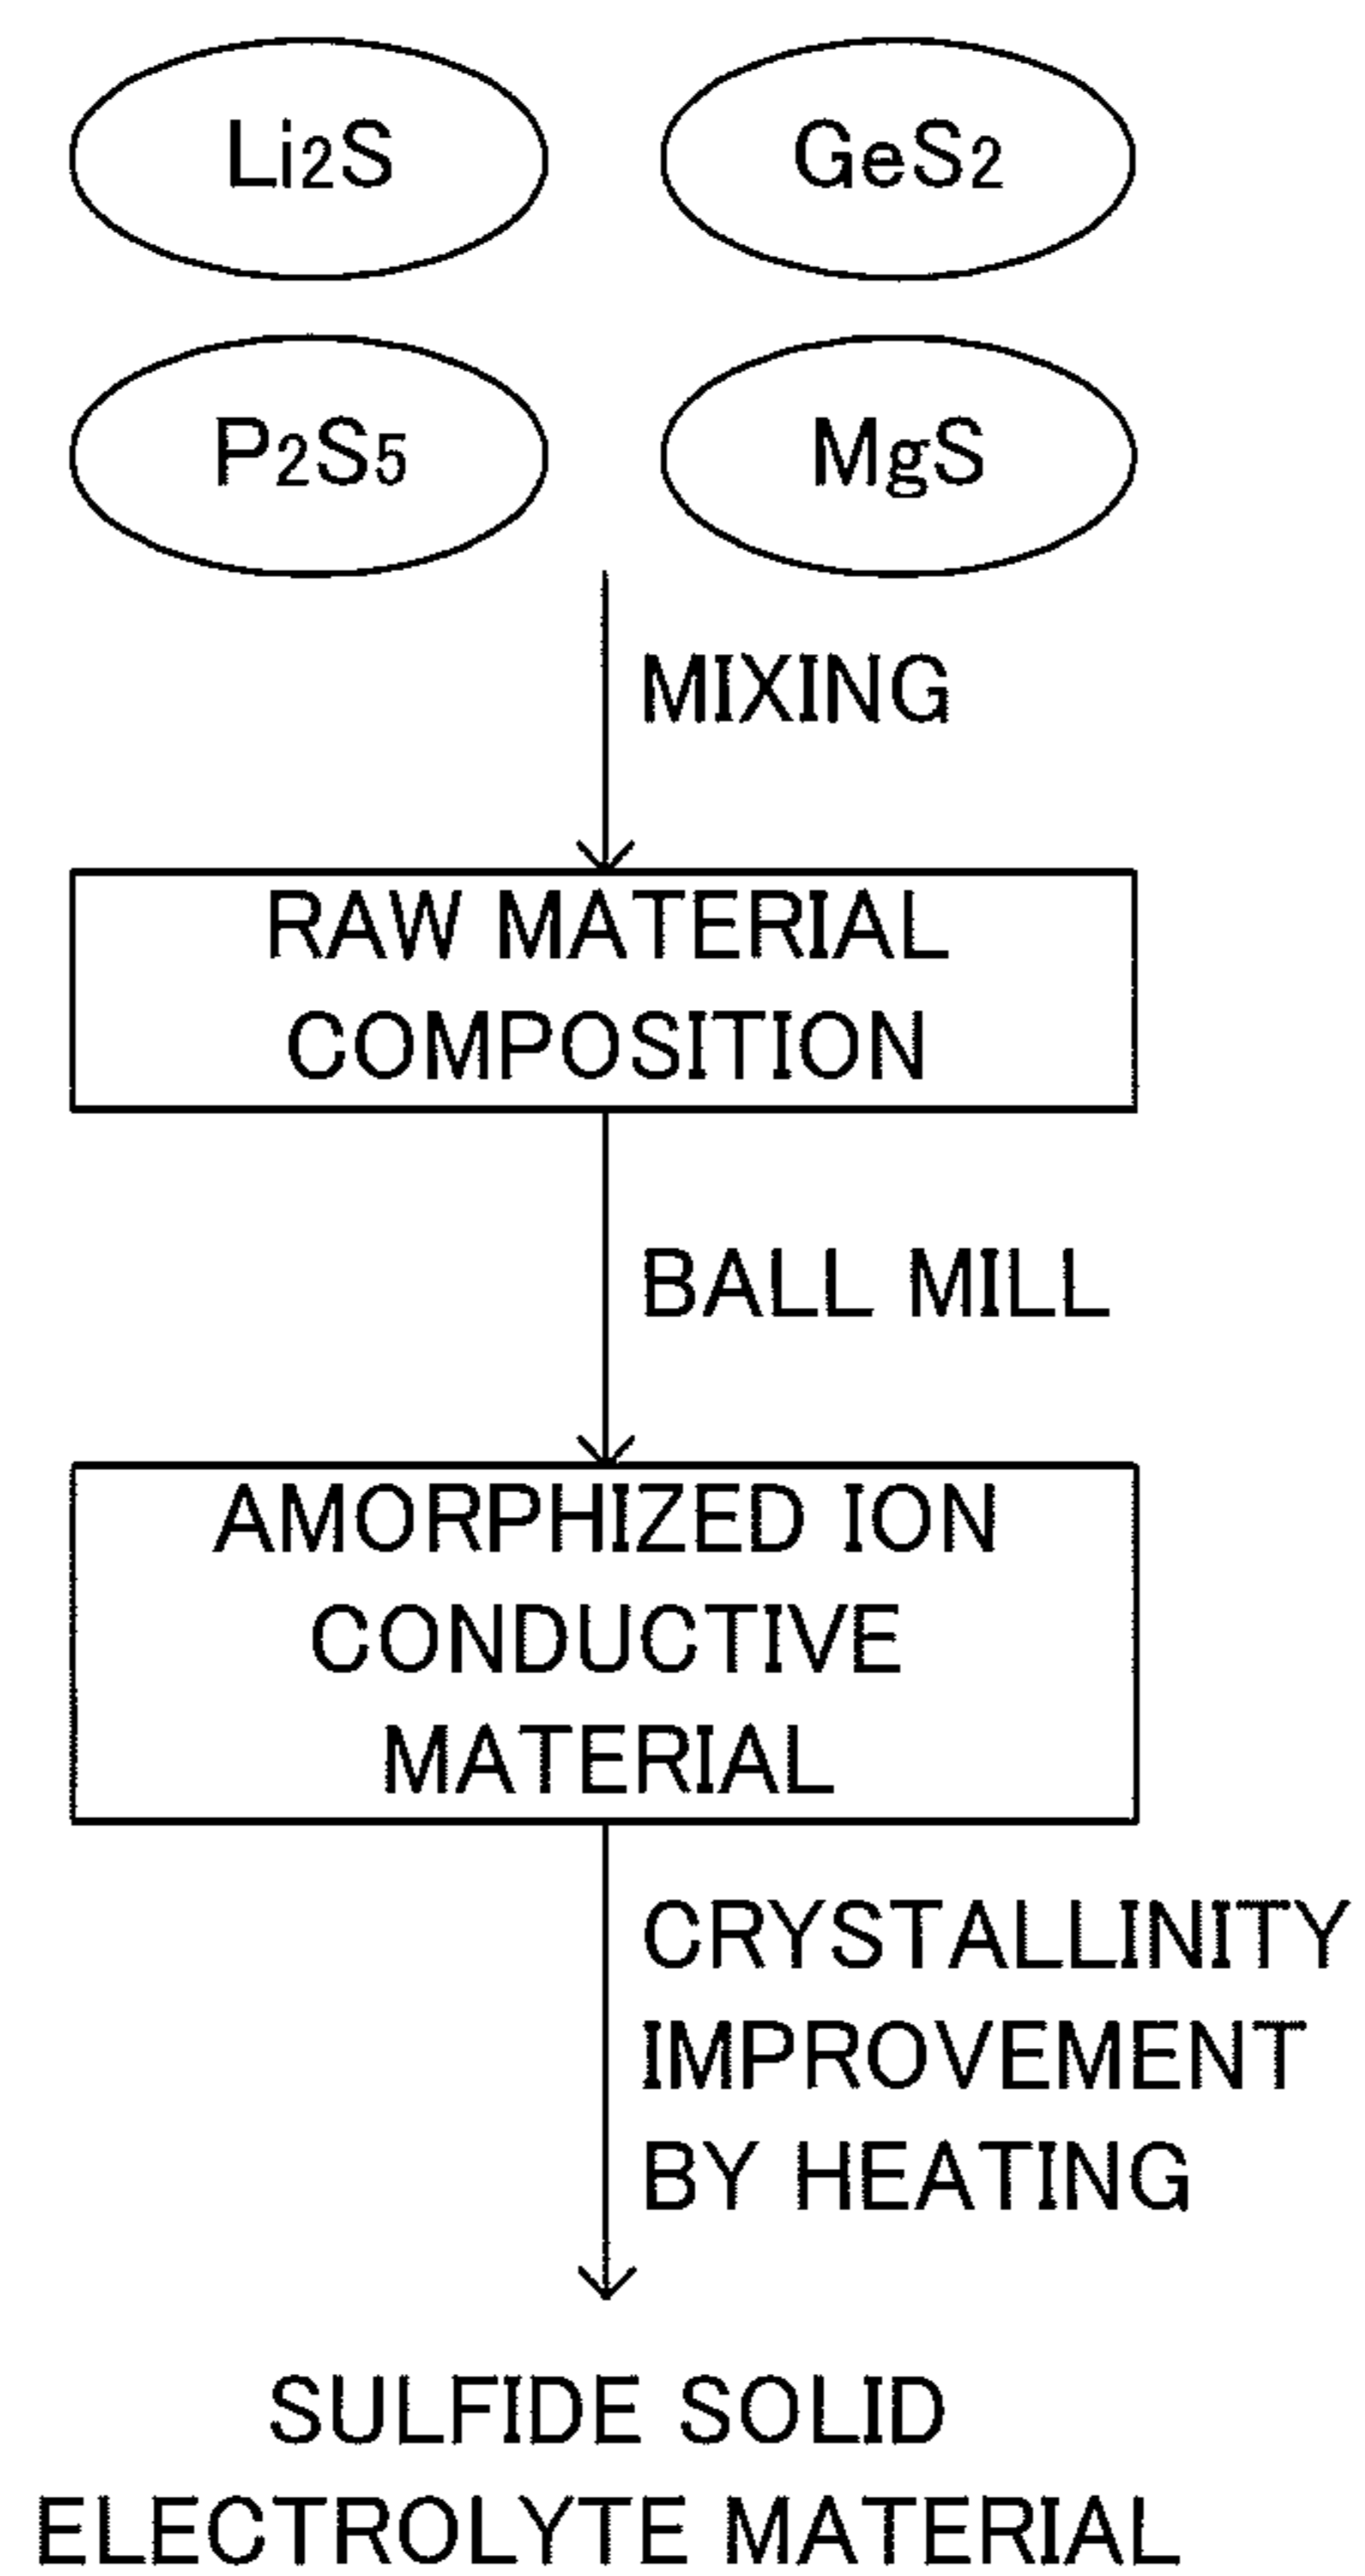 Li2S
GeS2
P2S5
MgS
MIXING
RAW MATERIAL
COMPOSITION
BALL MILL
AMORPHIZED ION
CONDUCTIVE
MATERIAL
CRYSTALLINITY
IMPROVEMENT
BY HEATING
SULFIDE SOLID
ELECTROLYTE MATERIAL